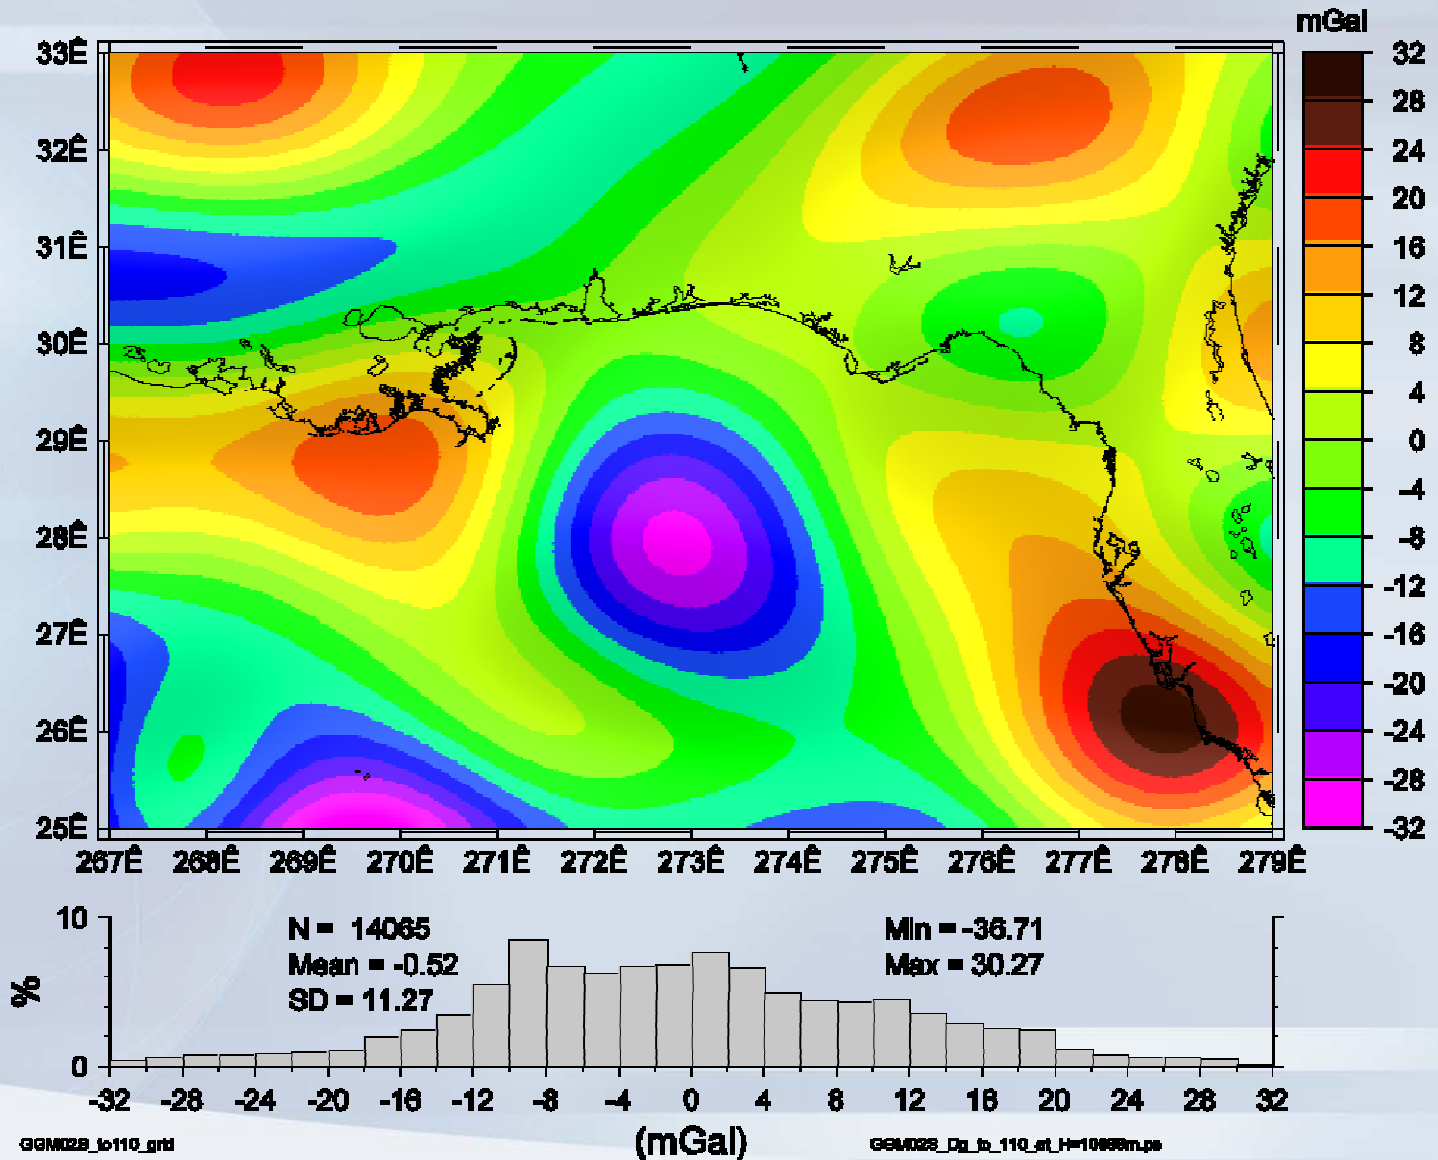 mGal
32
28
24
20
16
12
8
4
0
-4
-8
-12
-16
-20
-24
-28
-32
33Ê
32Ê
31Ê
30Ê
29Ê
28Ê
27Ê
26Ê
25Ê
267Ê 268Ê 269Ê 270Ê 271Ê 272Ê 273Ê 274Ê 275Ê 276Ê 277Ê 278Ê 279Ê
10
%
0
N = 14065
Mean = -0.52
SD = 11.27
Min = -36.71
Max = 30.27
-32 -28 -24 -20 -16 -12 -8 -4 0 4 8 12 16 20 24 28 32
(mGal)
GGM02S_to110_grid